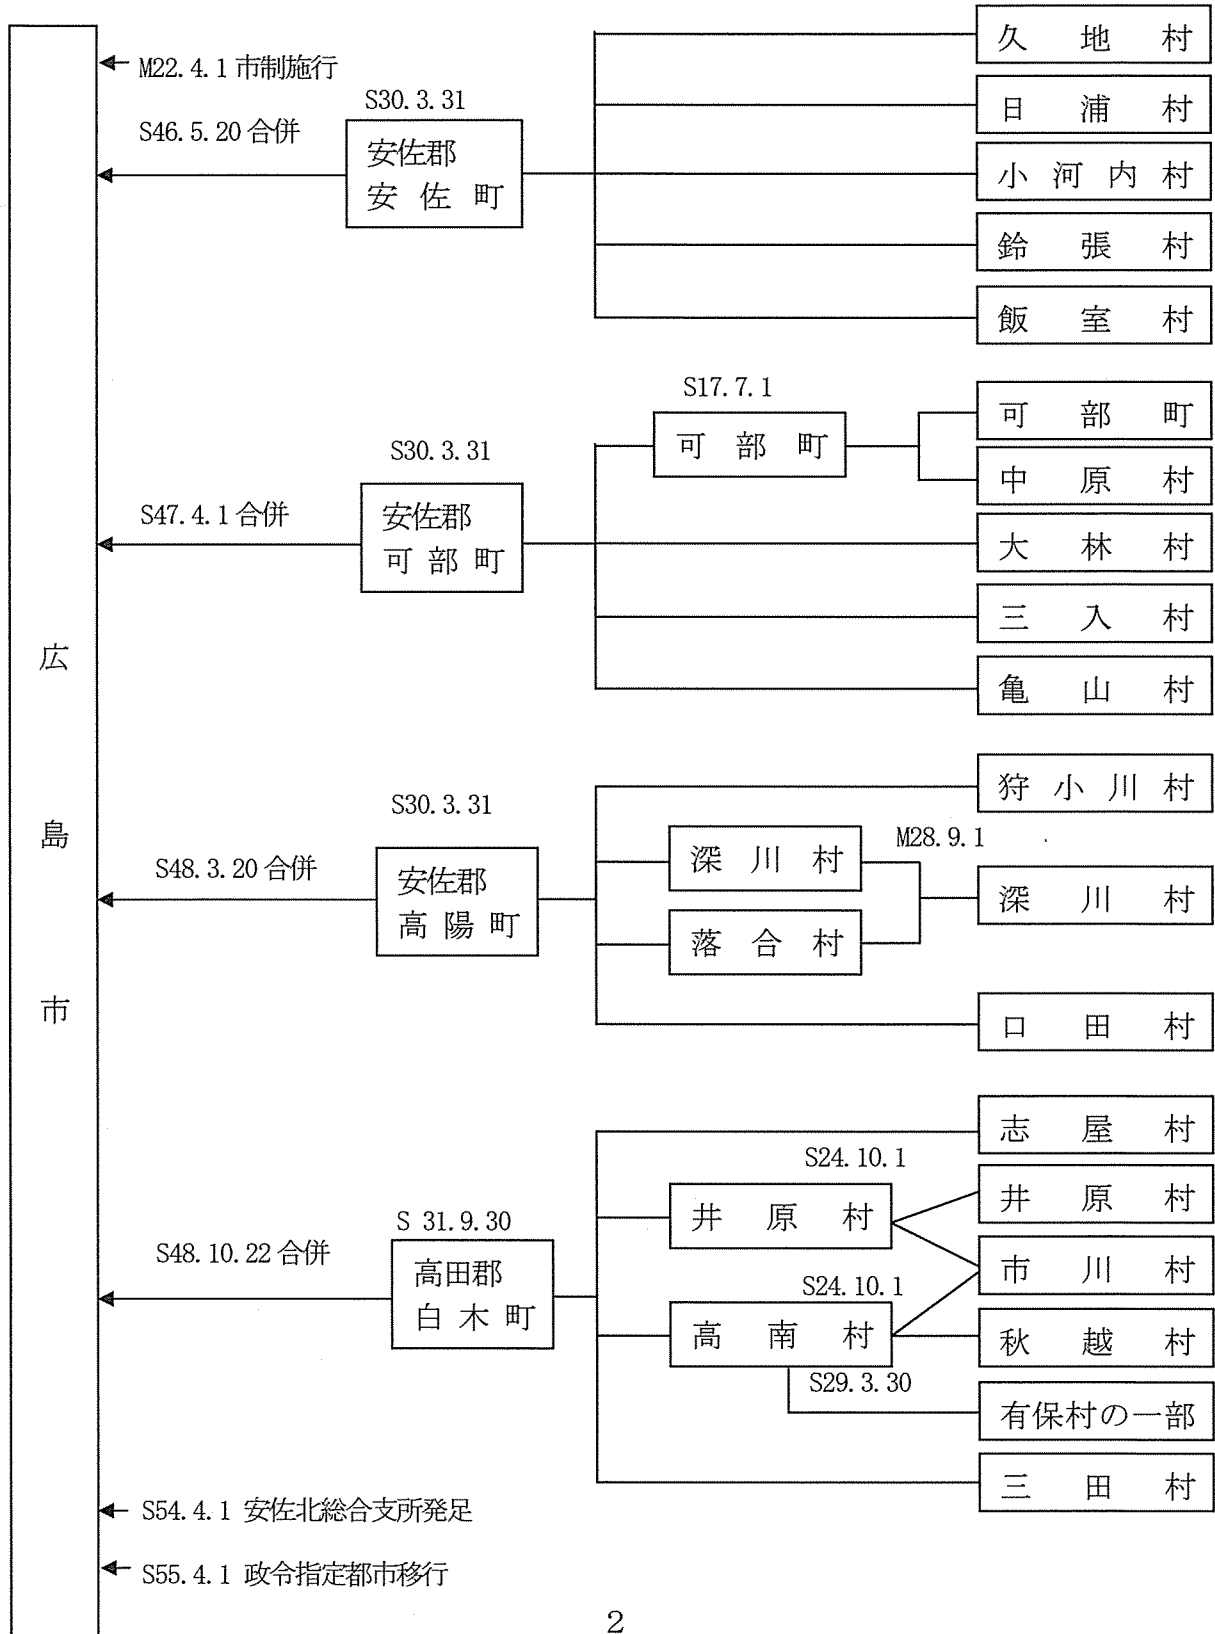 広島市
M22.4.1 市制施行
S46.5.20 合併
S30.3.31
安佐郡
安佐町
久地村
日浦村
小河内村
鈴張村
飯室村
S47.4.1 合併
S30.3.31
安佐郡
可部町
S17.7.1
可部町
可部町
中原村
大林村
三入村
亀山村
S48.3.20 合併
S30.3.31
安佐郡
高陽町
狩小川村
深川村
落合村
M28.9.1
深川村
口田村
S48.10.22 合併
S 31.9.30
高田郡
白木町
志屋村
S24.10.1
井原村
井原村
市川村
S24.10.1
高南村
秋越村
S29.3.30
有保村の一部
三田村
S54.4.1 安佐北総合支所発足
S55.4.1 政令指定都市移行
2